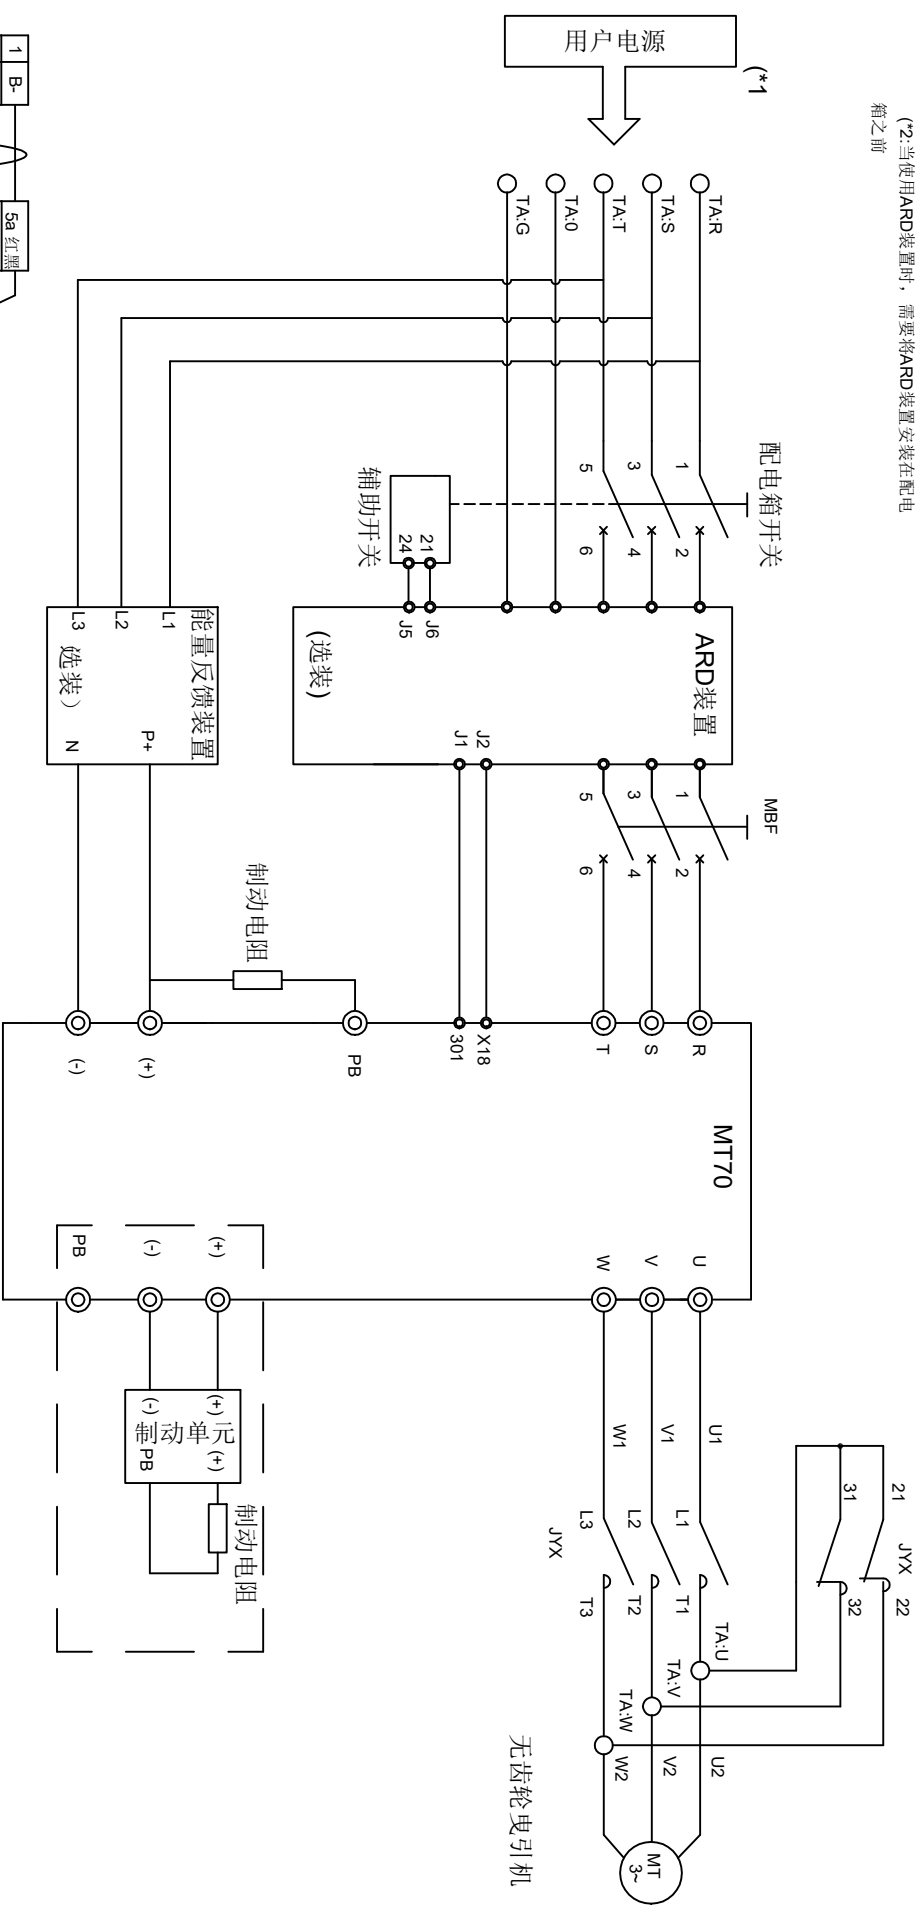 (*2:当使用ARD装置时，需要将ARD装置安装在配电
箱之前
用户电源
(*1
1
B-
5a 红黑
TA:R
TA:S
TA:T
TA:0
TA:G
配电箱开关
1
2
3
4
5
6
辅助开关
21
24
J6
J5
ARD装置
(选装)
J2
J1
能量反馈装置
选装）
L1
L2
L3
P+
N
MBF
1
2
3
4
5
6
制动电阻
MT70
R
S
T
X18
301
PB
(+)
(-)
U
V
W
(+)
(-)
PB
制动单元
(+)
(-)
(+)
PB
制动电阻
U1
V1
W1
L1
L2
L3
JYX
T1
T2
T3
21
22
31
32
JYX
TA:U
TA:V
TA:W
U2
V2
W2
MT
3~
无齿轮曳引机